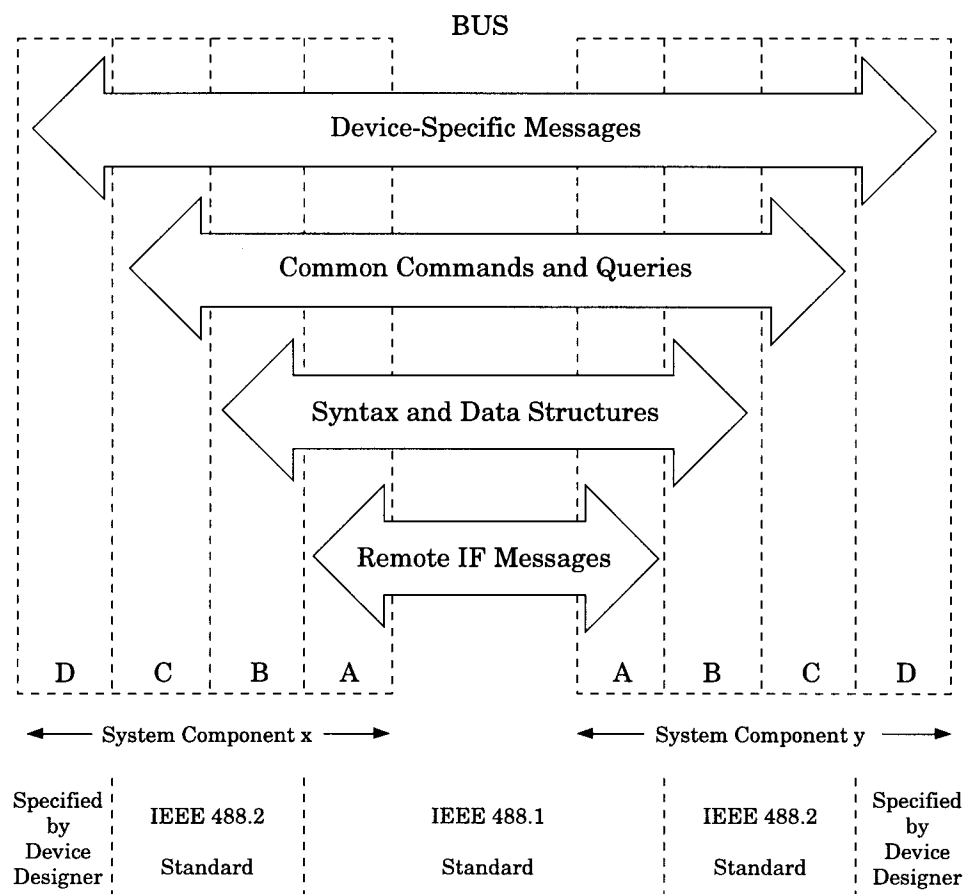 BUS
Device-Specific Messages
Common Commands and Queries
Syntax and Data Structures
Remote IF Messages
D C B A A B C D
System Component x
System Component y
Specified
by
Device
Designer
IEEE 488.2
Standard
IEEE 488.1
Standard
IEEE 488.2
Standard
Specified
by
Device
Designer